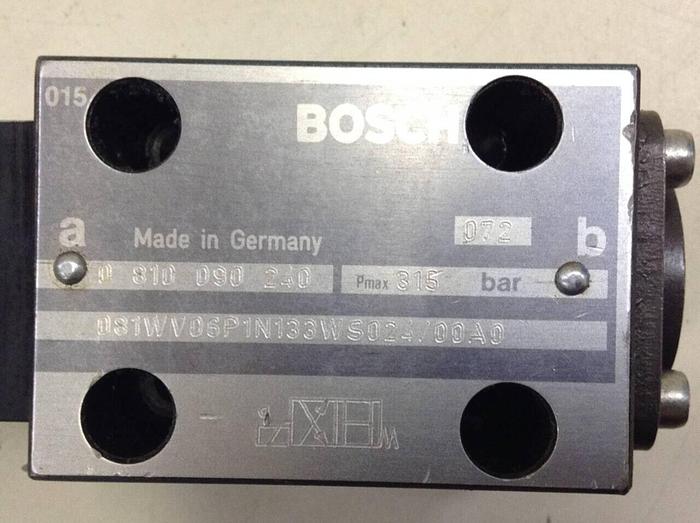 015
BOSCH
072
a Made in Germany b
0 810 090 240 Pmax 315 bar
081WV06P1N133WS024/00A0